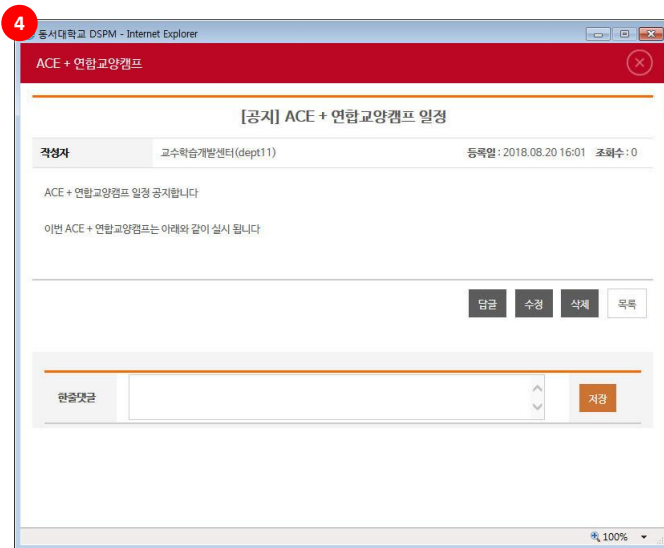 4
동서대학교 DSPM - Internet Explorer
ACE + 연합교양캠프
[공지] ACE + 연합교양캠프 일정
작성자 교수학습개발센터(dept11) 등록일 : 2018.08.20 16:01 조회수 : 0
ACE + 연합교양캠프 일정 공지합니다
이번 ACE + 연합교양캠프는 아래와 같이 실시 됩니다
답글 수정 삭제 목록
한줄댓글 저장
100%